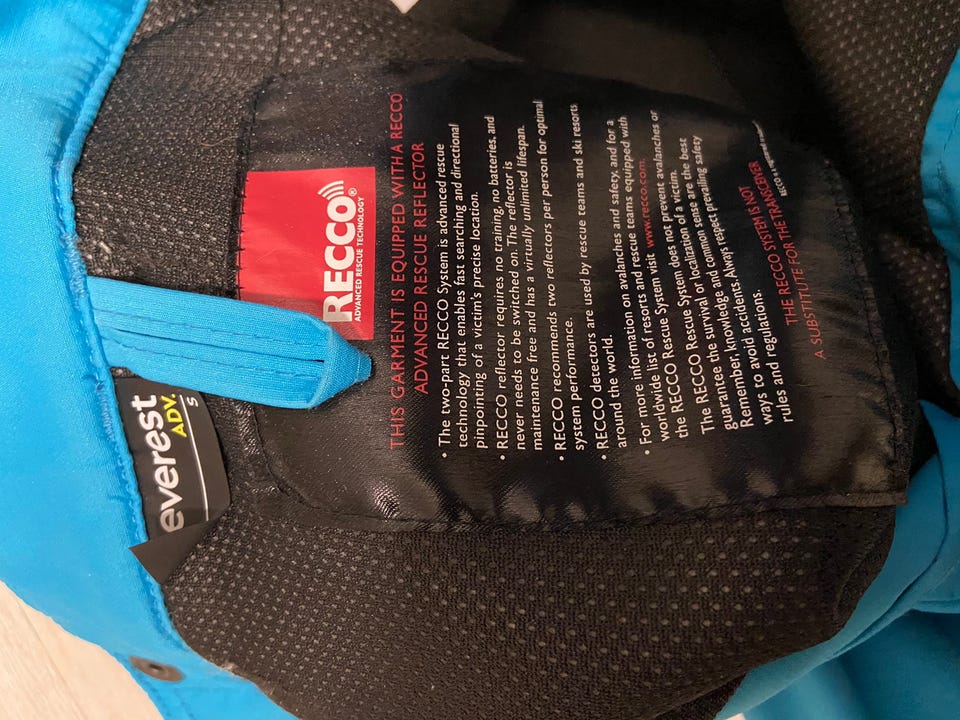 everest
ADV.
S
RECCO
ADVANCED RESCUE TECHNOLOGY
THIS GARMENT IS EQUIPPED WITH A RECCO
ADVANCED RESCUE REFLECTOR
• The two-part RECCO System is advanced rescue
technology that enables fast searching and directional
pinpointing of a victim's precise location.
• RECCO reflector requires no training, no batteries, and
never needs to be switched on. The reflector is
maintenance free and has a virtually unlimited lifespan.
• RECCO recommends two reflectors per person for optimal
system performance.
• RECCO detectors are used by rescue teams and ski resorts
around the world.
• For more information on avalanches and safety, and for a
worldwide list of resorts and rescue teams equipped with
the RECCO Rescue System visit www.recco.com.
The RECCO Rescue System does not prevent avalanches or
guarantee the survival or localization of a victim.
Remember, knowledge and common sense are the best
ways to avoid accidents. Always respect prevailing safety
rules and regulations.
THE RECCO SYSTEM IS NOT
A SUBSTITUTE FOR THE TRANSCEIVER
RECCO